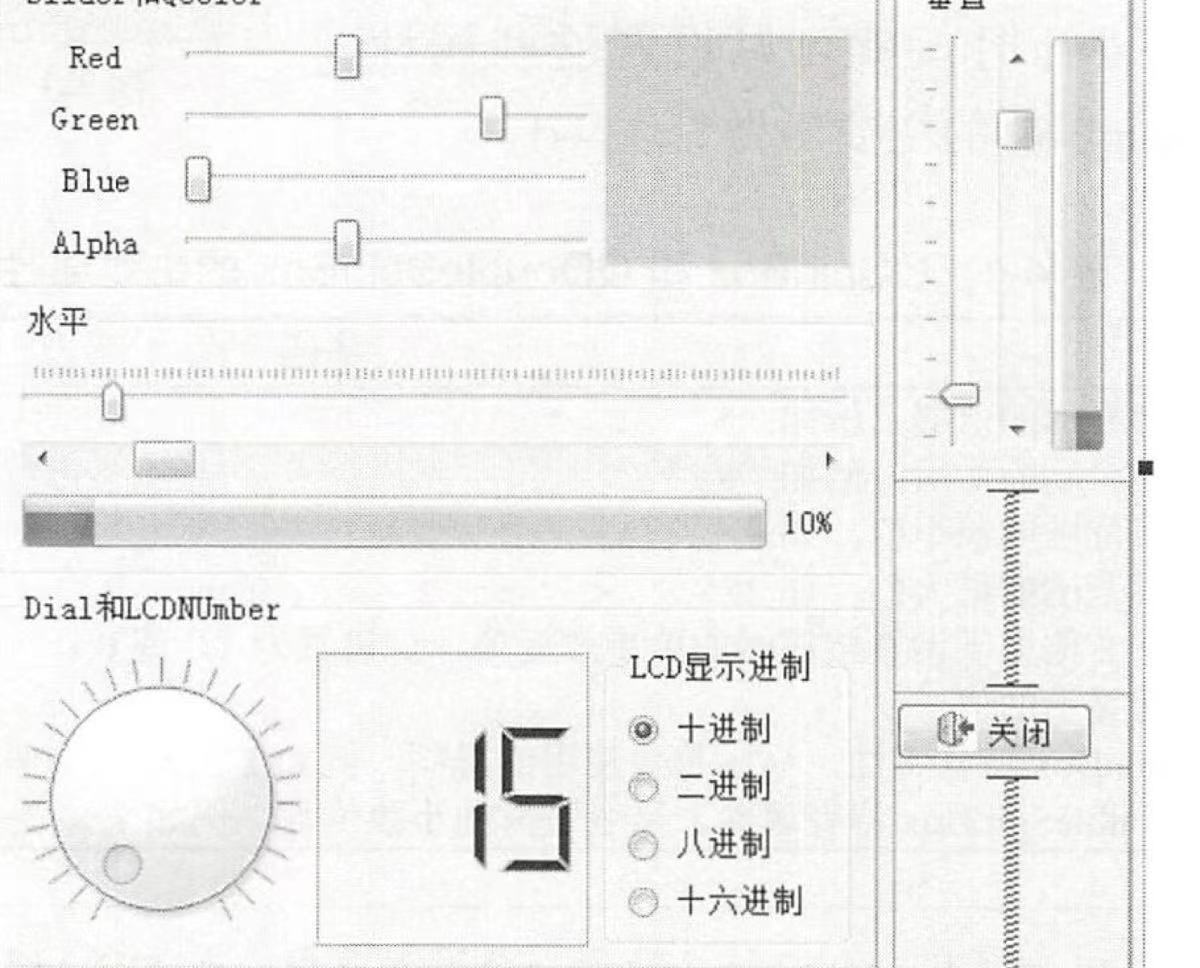 Red
Green
Blue
Alpha
水平
10%
Dial和LCDNUmber
15
LCD显示进制
十进制
二进制
八进制
十六进制
垂直
关闭